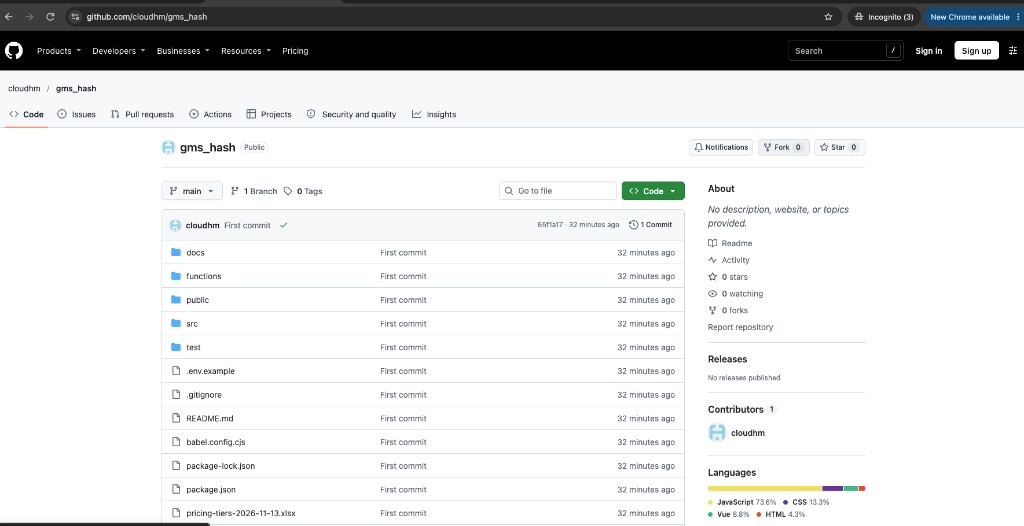 github.com/cloudhm/gms_hash
Incognito (3)
New Chrome available
Products
Developers
Businesses
Resources
Pricing
Search
/
Sign in
Sign up
cloudhm / gms_hash
Code
Issues
Pull requests
Actions
Projects
Security and quality
Insights
gms_hash
Public
Notifications
Fork 0
Star 0
main
1 Branch
0 Tags
Go to file
Code
cloudhm First commit
65f1a17 · 32 minutes ago
1 Commit
docs First commit 32 minutes ago
functions First commit 32 minutes ago
public First commit 32 minutes ago
src First commit 32 minutes ago
test First commit 32 minutes ago
.env.example First commit 32 minutes ago
.gitignore First commit 32 minutes ago
README.md First commit 32 minutes ago
babel.config.cjs First commit 32 minutes ago
package-lock.json First commit 32 minutes ago
package.json First commit 32 minutes ago
pricing-tiers-2026-11-13.xlsx First commit 32 minutes ago
About
No description, website, or topics
provided.
Readme
Activity
0 stars
0 watching
0 forks
Report repository
Releases
No releases published
Contributors 1
cloudhm
Languages
JavaScript 73.6% CSS 13.3%
Vue 8.8% HTML 4.3%